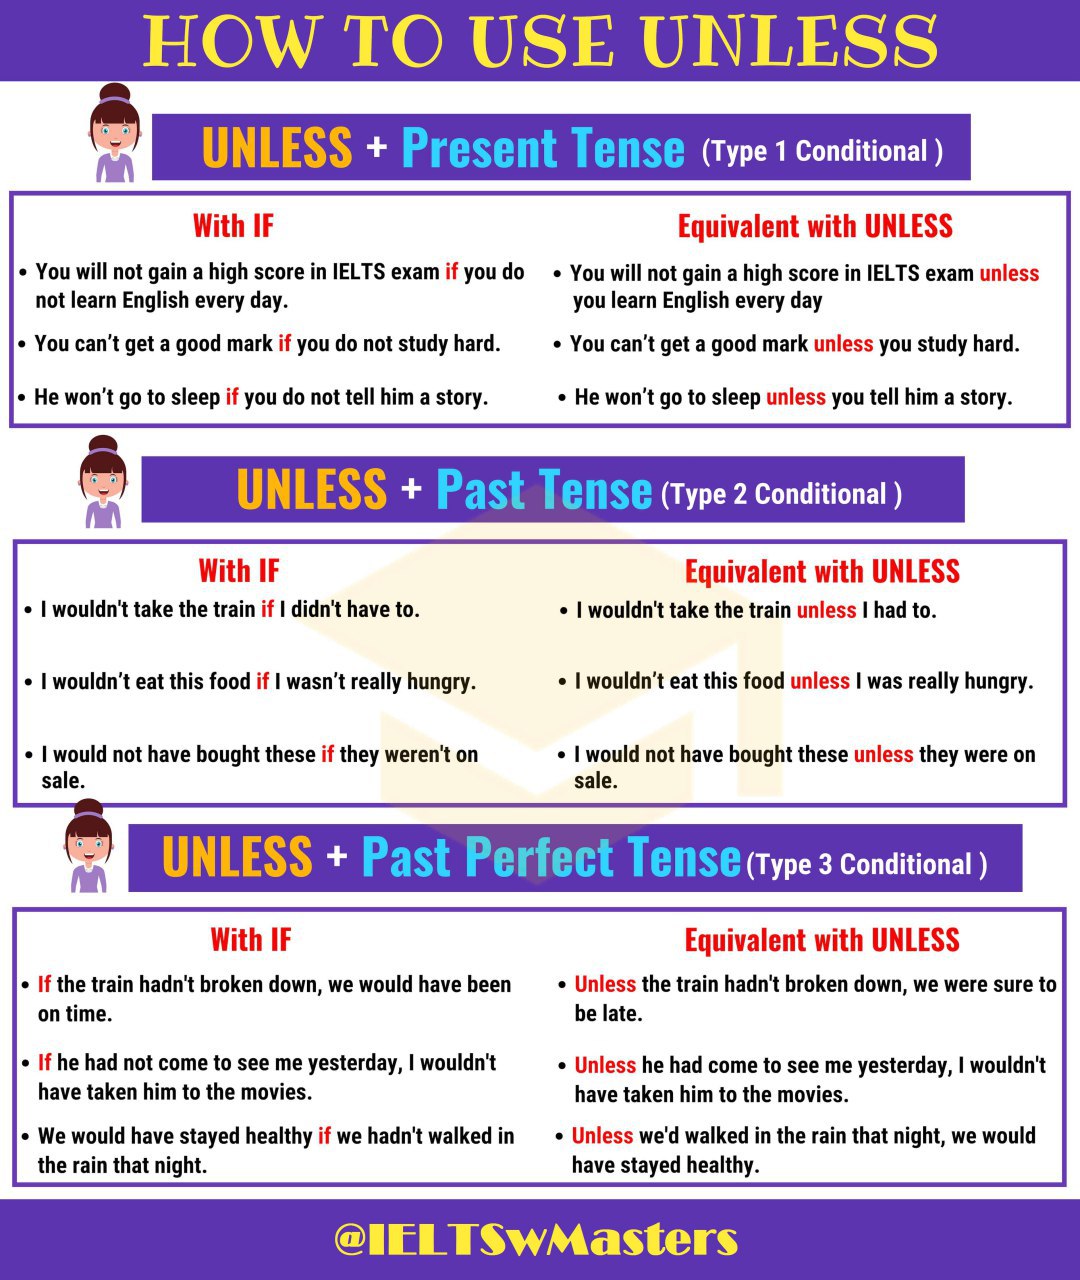 HOW TO USE UNLESS
UNLESS + Present Tense (Type 1 Conditional )
With IF
• You will not gain a high score in IELTS exam if you do
not learn English every day.
• You can’t get a good mark if you do not study hard.
• He won’t go to sleep if you do not tell him a story.
Equivalent with UNLESS
• You will not gain a high score in IELTS exam unless
you learn English every day
• You can’t get a good mark unless you study hard.
• He won’t go to sleep unless you tell him a story.
UNLESS + Past Tense (Type 2 Conditional )
With IF
• I wouldn't take the train if I didn't have to.
• I wouldn’t eat this food if I wasn’t really hungry.
• I would not have bought these if they weren't on
sale.
Equivalent with UNLESS
• I wouldn't take the train unless I had to.
• I wouldn’t eat this food unless I was really hungry.
• I would not have bought these unless they were on
sale.
UNLESS + Past Perfect Tense (Type 3 Conditional )
With IF
• If the train hadn't broken down, we would have been
on time.
• If he had not come to see me yesterday, I wouldn't
have taken him to the movies.
• We would have stayed healthy if we hadn't walked in
the rain that night.
Equivalent with UNLESS
• Unless the train hadn't broken down, we were sure to
be late.
• Unless he had come to see me yesterday, I wouldn't
have taken him to the movies.
• Unless we'd walked in the rain that night, we would
have stayed healthy.
@IELTSwMasters